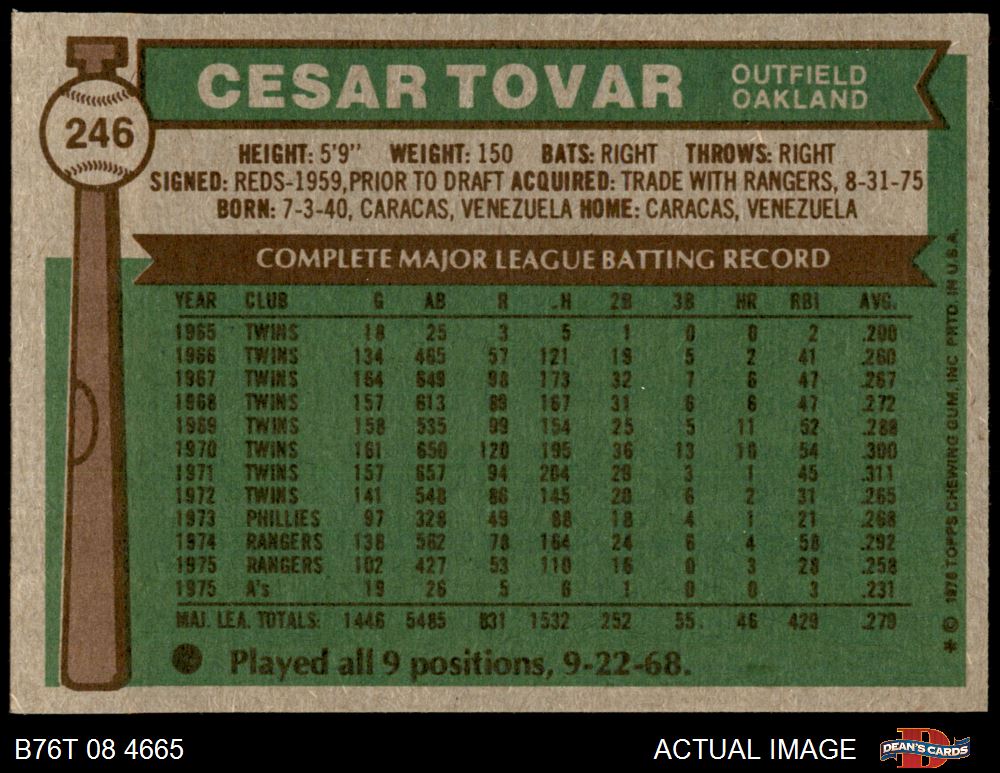 246
CESAR TOVAR
OUTFIELD
OAKLAND
HEIGHT: 5'9" WEIGHT: 150 BATS: RIGHT THROWS: RIGHT
SIGNED: REDS-1959, PRIOR TO DRAFT ACQUIRED: TRADE WITH RANGERS, 8-31-75
BORN: 7-3-40, CARACAS, VENEZUELA HOME: CARACAS, VENEZUELA
COMPLETE MAJOR LEAGUE BATTING RECORD
YEAR CLUB G AB R H 2B 3B HR RBI AVG.
1965 TWINS 18 25 3 5 1 0 0 2 .200
1966 TWINS 134 465 57 121 19 5 2 41 .260
1967 TWINS 164 649 98 173 32 7 6 47 .267
1968 TWINS 157 613 89 167 31 6 6 47 .272
1969 TWINS 158 535 99 154 25 5 11 52 .288
1970 TWINS 161 650 120 195 36 13 10 54 .300
1971 TWINS 157 657 94 204 29 3 1 45 .311
1972 TWINS 141 548 86 145 20 6 2 31 .265
1973 PHILLIES 97 328 49 88 18 4 1 21 .268
1974 RANGERS 138 562 78 164 24 6 4 58 .292
1975 RANGERS 102 427 53 110 16 0 3 28 .258
1975 A's 19 26 5 6 1 0 0 3 .231
MAJ. LEA. TOTALS: 1446 5485 831 1532 252 55 46 429 .279
Played all 9 positions, 9-22-68.
* © 1976 TOPPS CHEWING GUM, INC PRTD. IN U.S.A.
B76T 08 4665
ACTUAL IMAGE
B
DEAN'S CARDS